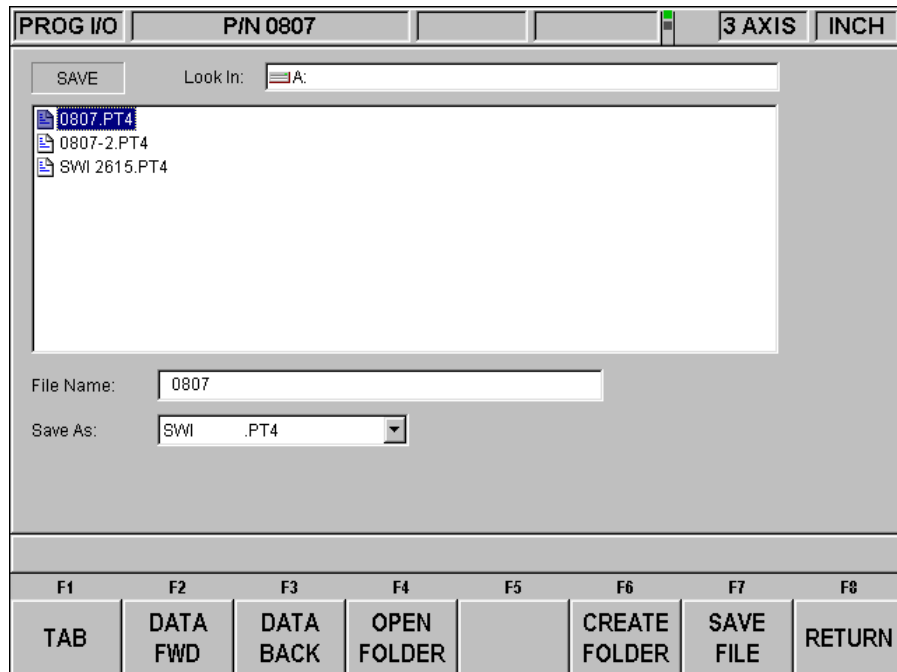 PROG I/O P/N 0807 3 AXIS INCH
SAVE Look In: A:
0807.PT4
0807-2.PT4
SWI 2615.PT4
File Name: 0807
Save As: SWI .PT4
F1 F2 F3 F4 F5 F6 F7 F8
TAB DATA FWD DATA BACK OPEN FOLDER CREATE FOLDER SAVE FILE RETURN